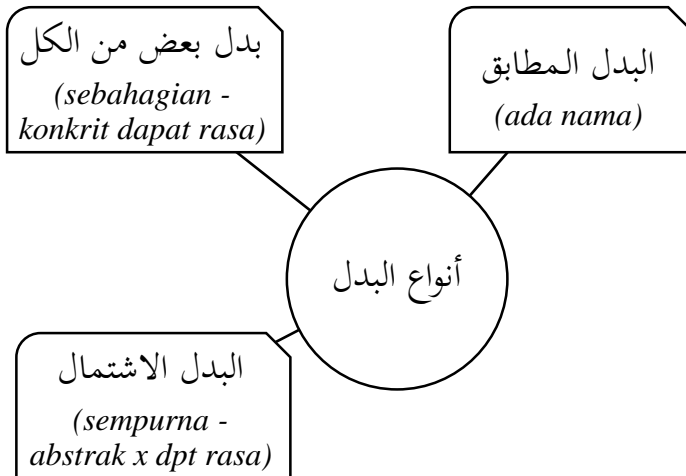 البدل المطابق
(ada nama)
بدل بعض من الكل
(sebahagian -
konkrit dapat rasa)
أنواع البدل
البدل الاشتمال
(sempurna -
abstrak x dpt rasa)